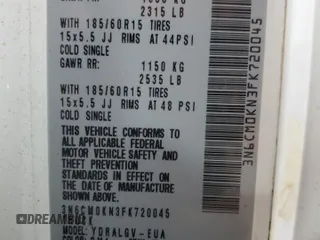 2315 LB
WITH 185/60R15 TIRES
15x5.5 JJ RIMS AT 44PSI
COLD SINGLE
GAWR RR: 1150 KG
2535 LB
WITH 185/60R15 TIRES
15x5.5 JJ RIMS AT 48 PSI
COLD SINGLE
THIS VEHICLE CONFORMS TO
ALL APPLICABLE FEDERAL
MOTOR VEHICLE SAFETY
AND THEFT PREVENTION
STANDARDS IN EFFECT ON
THE DATE OF MANUFACTURE
SHOWN ABOVE.
3N6CM0KN3FK720045
TRUCK
MODEL: YDRALGV-EUA
3N6CM0KN3FK720045